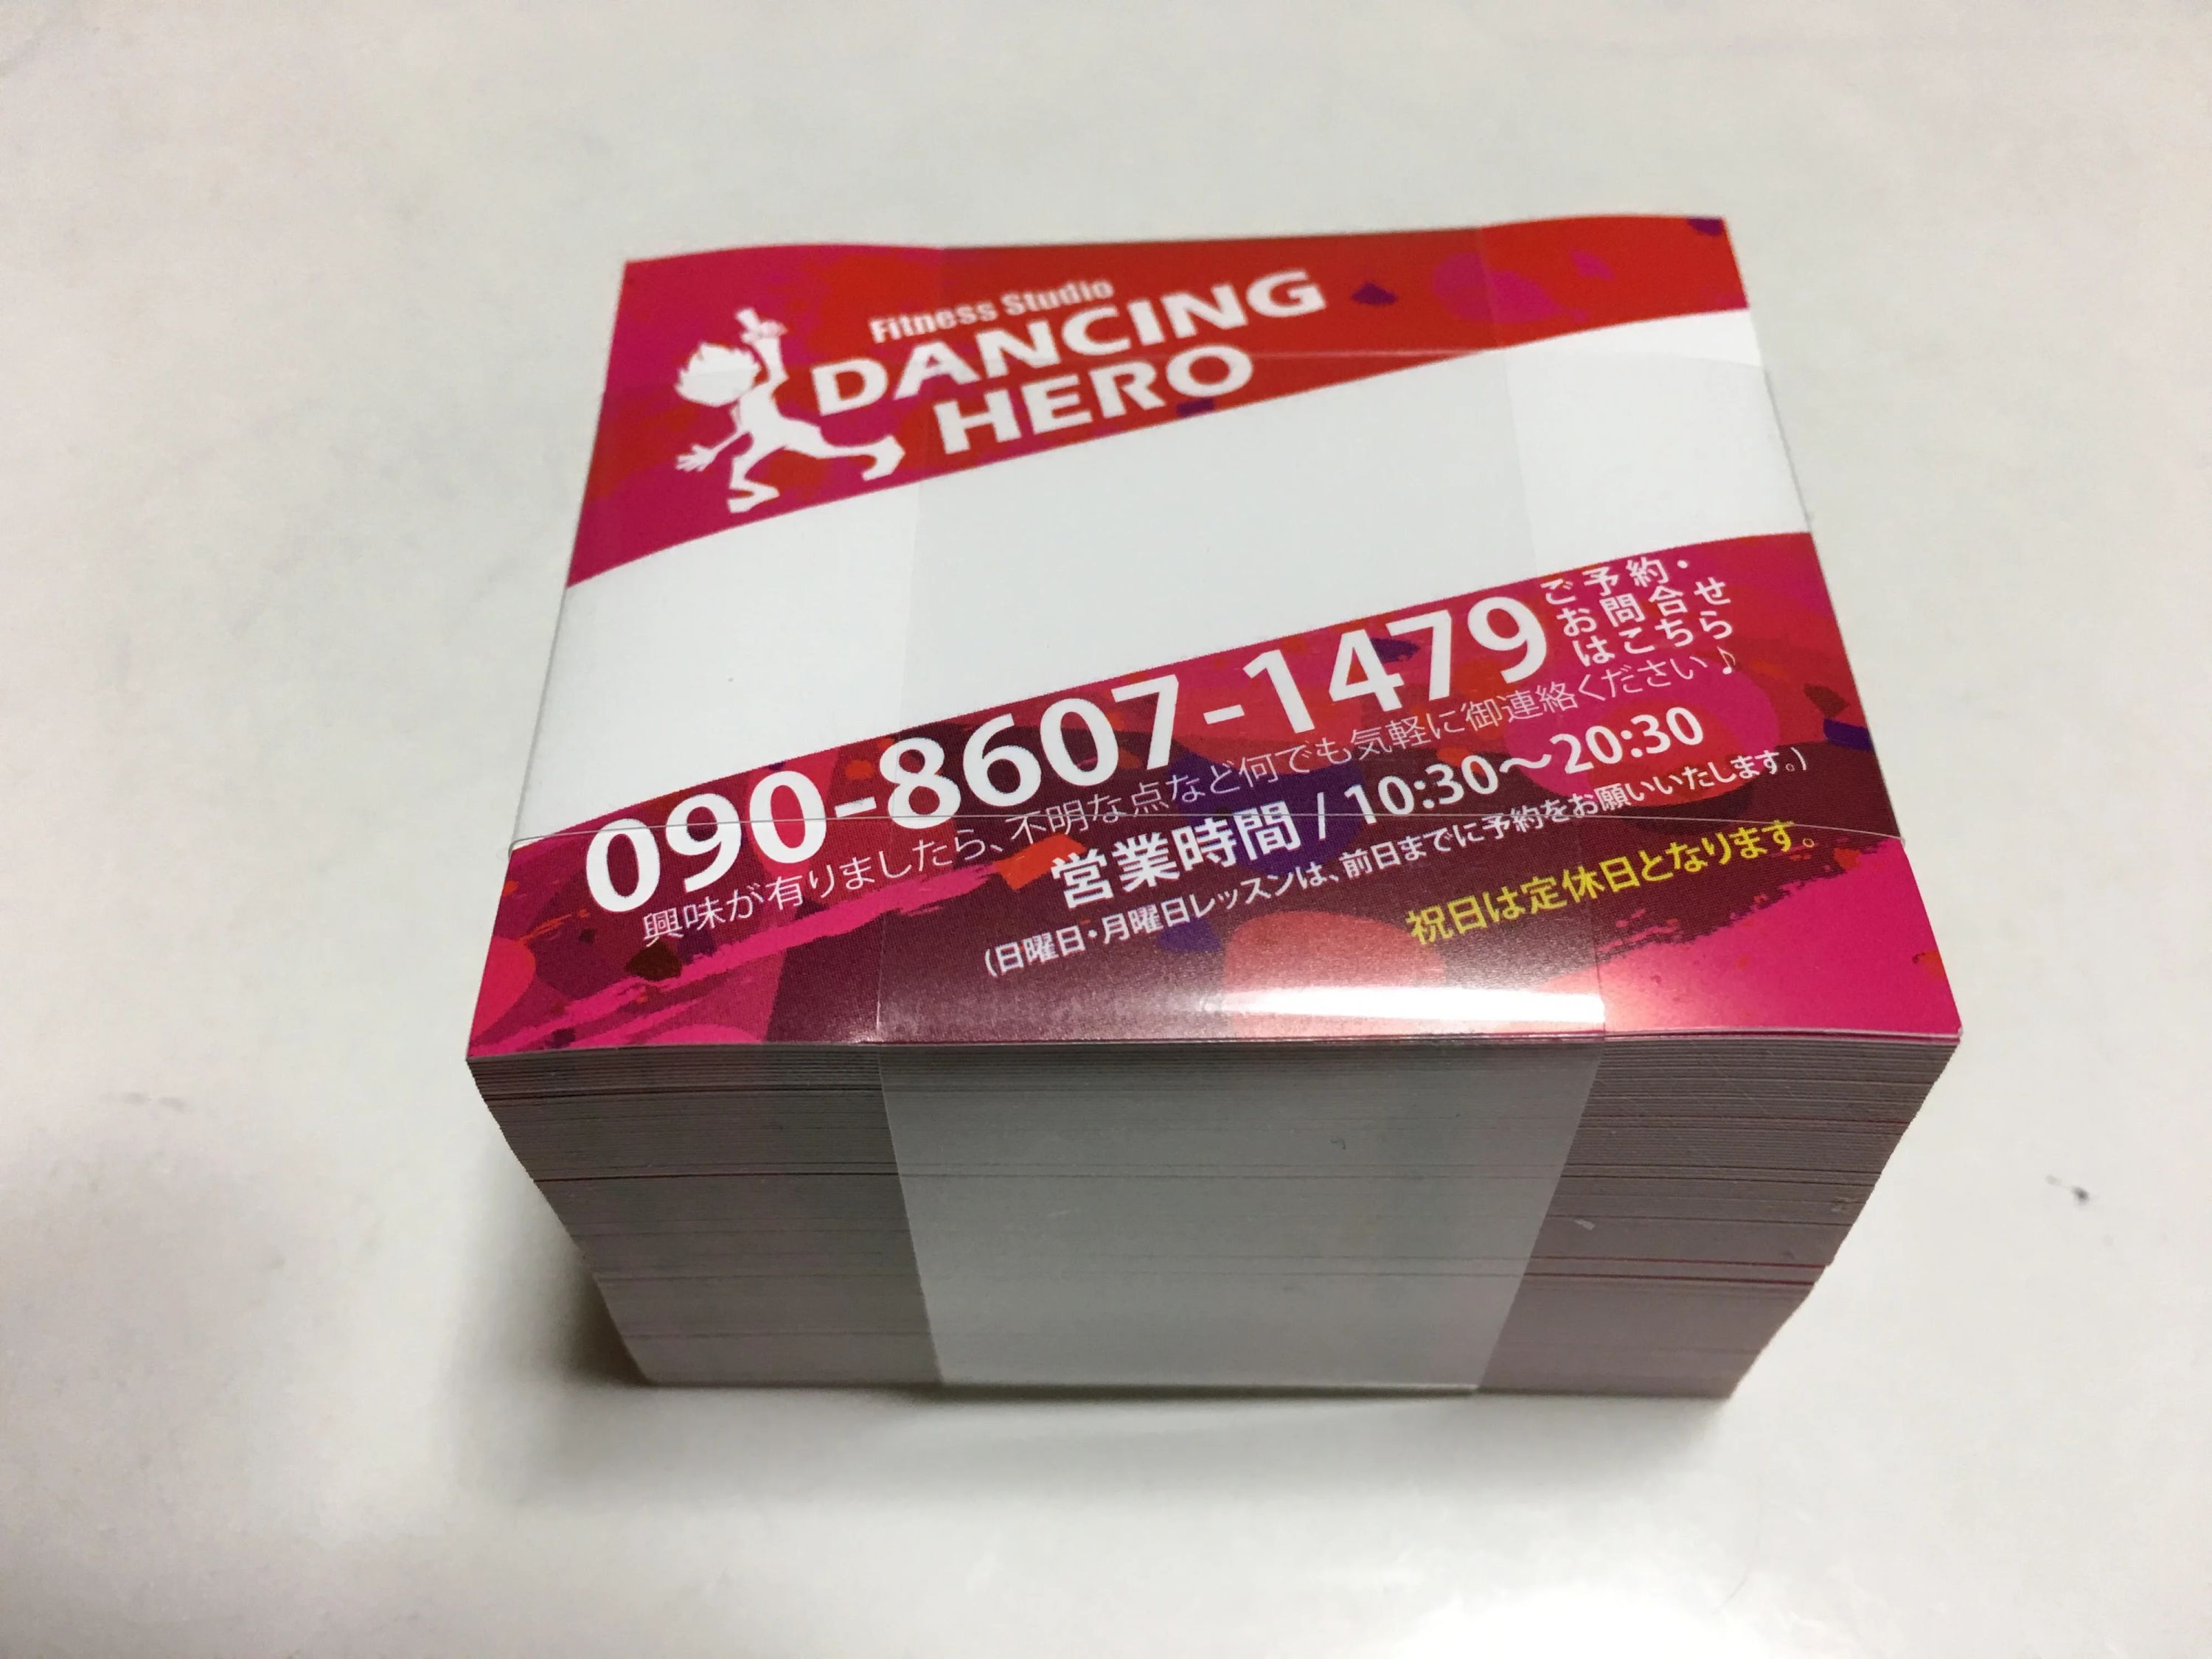 Fitness Studio
DANCING
HERO
090-8607-1479
ご予約・
お問合せ
はこちら
興味が有りましたら、不明な点など何でも気軽に御連絡ください♪
営業時間 / 10:30～20:30
(日曜日・月曜日レッスンは、前日までに予約をお願いいたします。)
祝日は定休日となります。